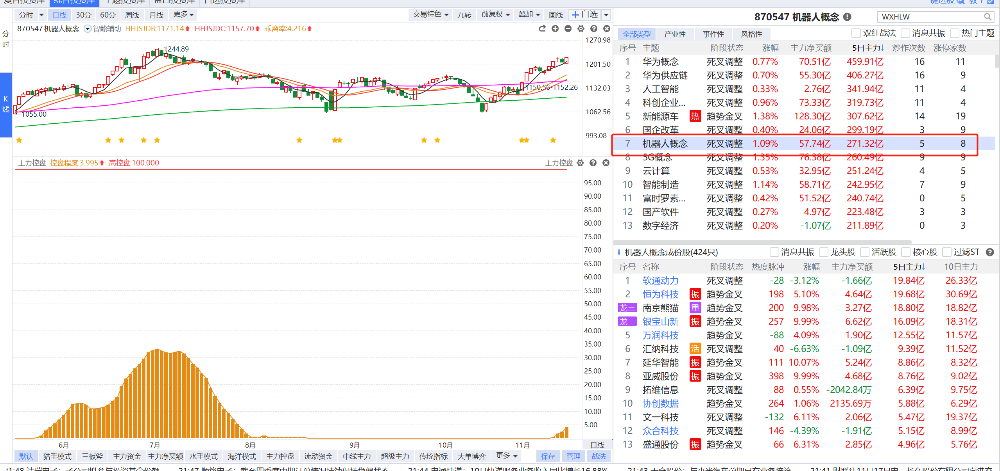 综合投资库 主题投资库 盘口投资库 自选投资库
分时 日线 30分 60分 周线 月线 更多 交易特色 九转 前复权 叠加 画线 自选
870547 机器人概念 WXHLW
870547机器人概念 智能辅助 HHJSJDB:1171.14 HHJSJDC:1157.70 乖离率:4.216
分时
K线
1270.98
1201.50
1132.03
1062.56
993.08
1244.89
1150.56-1152.26
1055.00
主力控盘 控盘程度:3.995 高控盘:100.000 主力控盘
95.00
90.00
85.00
80.00
75.00
70.00
65.00
60.00
55.00
50.00
45.00
40.00
35.00
30.00
25.00
20.00
15.00
10.00
5.00
6月 7月 8月 9月 10月 11月 日线
默认 猎手模式 三板斧 主力资金 主力净买额 水手模式 海洋模式 主力控盘 流动资金 中线主力 超级主力 传统指标 大单博弈 更多 保存 管理 战法
全部类型 产业性 事件性 风格性 双红战法 消息共振 热门主题
序号 主题 阶段状态 涨幅 主力净买额 5日主力↓ 炒作次数 涨停家数
1 华为概念 死叉调整 0.77% 70.51亿 459.91亿 16 11
2 华为供应链 死叉调整 0.70% 55.30亿 406.27亿 16 9
3 人工智能 死叉调整 0.33% 2.76亿 341.94亿 11 4
4 科创企业... 死叉调整 0.96% 73.33亿 319.73亿 11 4
5 新能源车 热 趋势金叉 1.38% 128.30亿 307.62亿 14 19
6 国企改革 死叉调整 0.40% 24.06亿 299.19亿 3 9
7 机器人概念 死叉调整 1.09% 57.74亿 271.32亿 5 8
8 5G概念 死叉调整 1.35% 76.38亿 260.49亿 9 9
9 云计算 死叉调整 0.53% 32.95亿 251.24亿 4 5
10 智能制造 死叉调整 1.14% 58.71亿 242.95亿 7 9
11 富时罗素... 死叉调整 0.42% 51.52亿 240.74亿 0 5
12 国产软件 死叉调整 0.27% 4.97亿 223.48亿 3 3
13 数字经济 死叉调整 0.20% -1.07亿 211.89亿 0 3
机器人概念成份股(424只) 消息共振 龙头股 活跃股 核心股 过滤ST
序号 名称 阶段状态 热度脉冲 涨幅 主力净买额 5日主力↓ 10日主力
1 软通动力 死叉调整 -28 -3.12% -1.66亿 19.84亿 26.33亿
2 恒为科技 振 趋势金叉 198 5.10% 4.64亿 19.68亿 30.69亿
龙三 南京熊猫 重 趋势金叉 200 9.98% 3.27亿 18.80亿 18.82亿
龙二 银宝山新 振 趋势金叉 257 9.99% 6.62亿 16.09亿 18.31亿
5 万润科技 趋势金叉 -88 4.09% 1.90亿 12.55亿 11.57亿
6 汇纳科技 活 死叉调整 40 -6.63% -1.09亿 9.39亿 11.52亿
7 延华智能 振 趋势金叉 111 10.07% 5.24亿 8.86亿 8.32亿
8 亚威股份 振 趋势金叉 398 9.99% 4.68亿 8.76亿 9.02亿
9 拓维信息 死叉调整 88 0.55% -2042.84万 6.39亿 9.75亿
10 协创数据 趋势金叉 264 1.06% 2135.69万 5.88亿 6.29亿
11 文一科技 死叉调整 -132 6.11% 2.06亿 5.47亿 19.37亿
12 众合科技 死叉调整 146 -4.39% -1.91亿 5.15亿 8.99亿
13 盛通股份 振 趋势金叉 66 6.31% 2.85亿 4.96亿 5.76亿